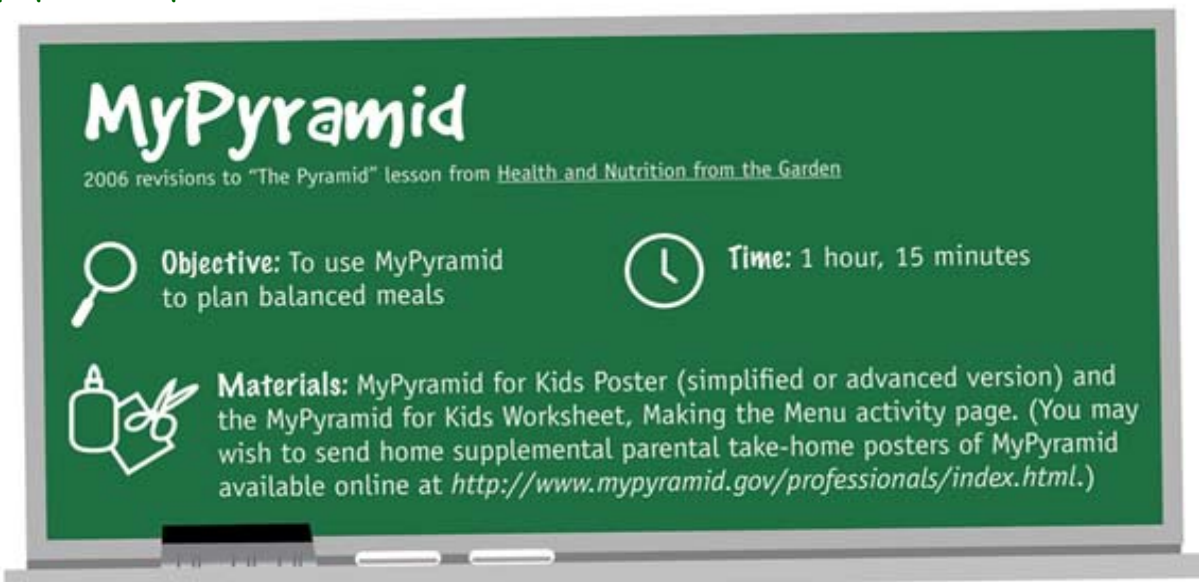 MyPyramid
2006 revisions to "The Pyramid" lesson from Health and Nutrition from the Garden
Objective: To use MyPyramid
to plan balanced meals
Time: 1 hour, 15 minutes
Materials: MyPyramid for Kids Poster (simplified or advanced version) and
the MyPyramid for Kids Worksheet, Making the Menu activity page. (You may
wish to send home supplemental parental take-home posters of MyPyramid
available online at http://www.mypyramid.gov/professionals/index.html.)